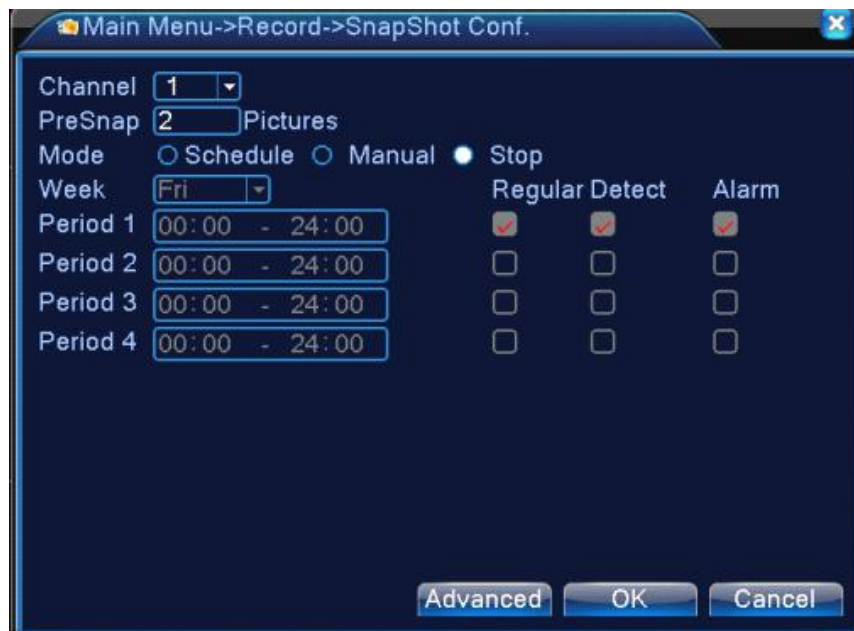 Main Menu->Record->SnapShot Conf.
Channel 1
PreSnap 2 Pictures
Mode Schedule Manual Stop
Week Fri Regular Detect Alarm
Period 1 00:00 - 24:00
Period 2 00:00 - 24:00
Period 3 00:00 - 24:00
Period 4 00:00 - 24:00
Advanced OK Cancel